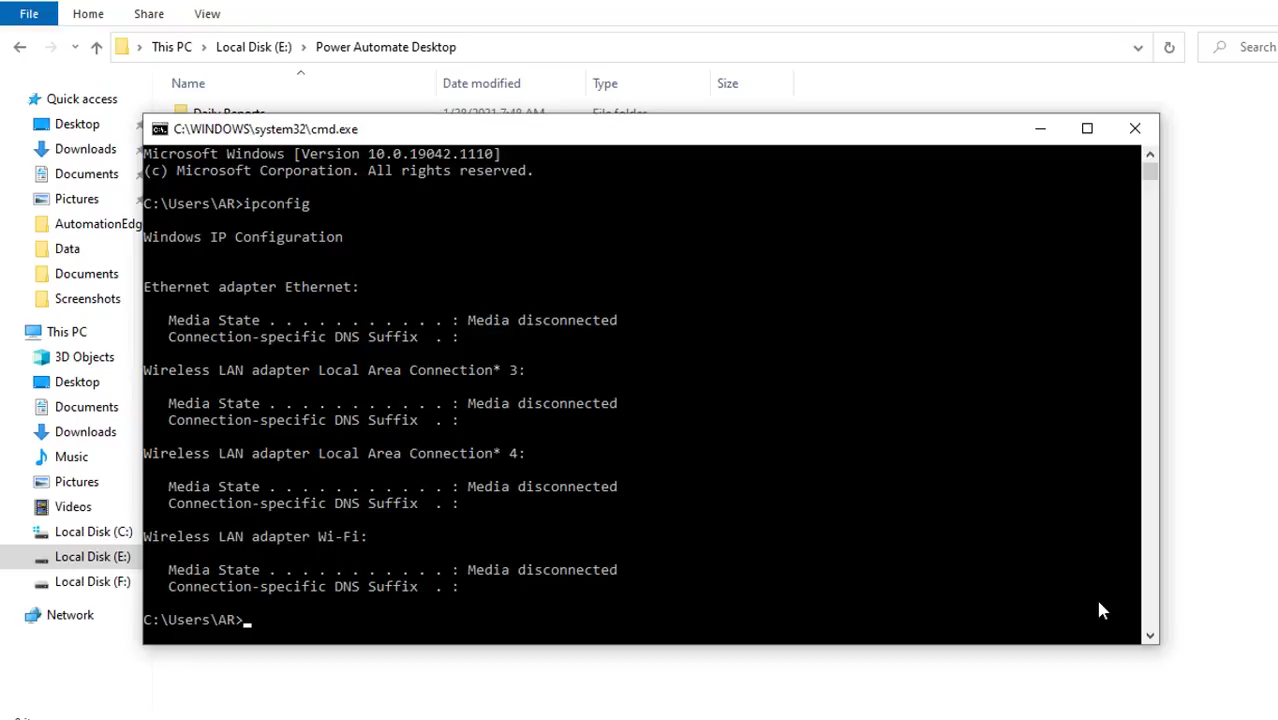 File Home Share View
This PC > Local Disk (E:) > Power Automate Desktop
Search
Name Date modified Type Size
Quick access
Desktop
Downloads
Documents
Pictures
AutomationEdg
Data
Documents
Screenshots
This PC
3D Objects
Desktop
Documents
Downloads
Music
Pictures
Videos
Local Disk (C:)
Local Disk (E:)
Local Disk (F:)
Network
Daily Reports 1/28/2021 7:48 AM File folder
C:\WINDOWS\system32\cmd.exe
Microsoft Windows [Version 10.0.19042.1110]
(c) Microsoft Corporation. All rights reserved.
C:\Users\AR>ipconfig
Windows IP Configuration
Ethernet adapter Ethernet:
Media State . . . . . . . . . . . : Media disconnected
Connection-specific DNS Suffix . :
Wireless LAN adapter Local Area Connection* 3:
Media State . . . . . . . . . . . : Media disconnected
Connection-specific DNS Suffix . :
Wireless LAN adapter Local Area Connection* 4:
Media State . . . . . . . . . . . : Media disconnected
Connection-specific DNS Suffix . :
Wireless LAN adapter Wi-Fi:
Media State . . . . . . . . . . . : Media disconnected
Connection-specific DNS Suffix . :
C:\Users\AR>